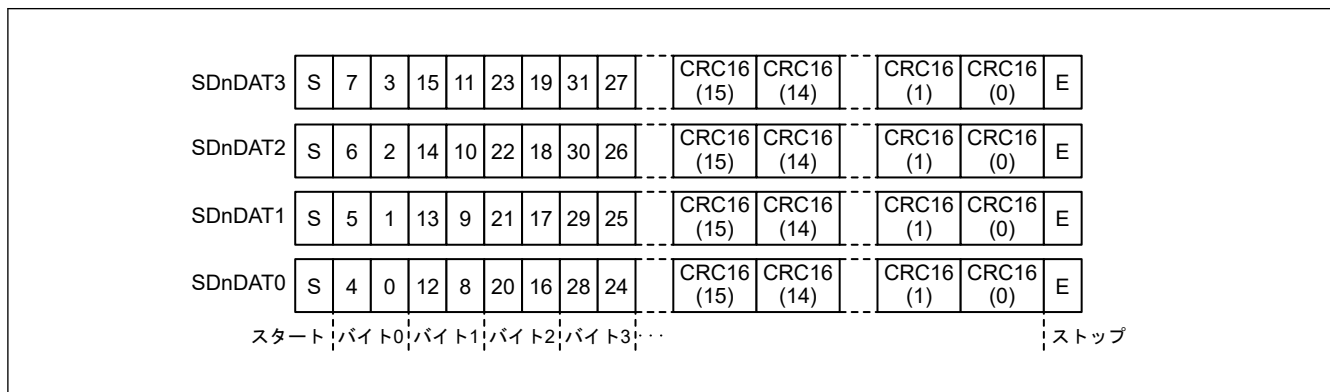 SDnDAT3 S 7 3 15 11 23 19 31 27 CRC16 (15) CRC16 (14) CRC16 (1) CRC16 (0) E
SDnDAT2 S 6 2 14 10 22 18 30 26 CRC16 (15) CRC16 (14) CRC16 (1) CRC16 (0) E
SDnDAT1 S 5 1 13 9 21 17 29 25 CRC16 (15) CRC16 (14) CRC16 (1) CRC16 (0) E
SDnDAT0 S 4 0 12 8 20 16 28 24 CRC16 (15) CRC16 (14) CRC16 (1) CRC16 (0) E
スタート バイト0 バイト1 バイト2 バイト3 ··· ストップ